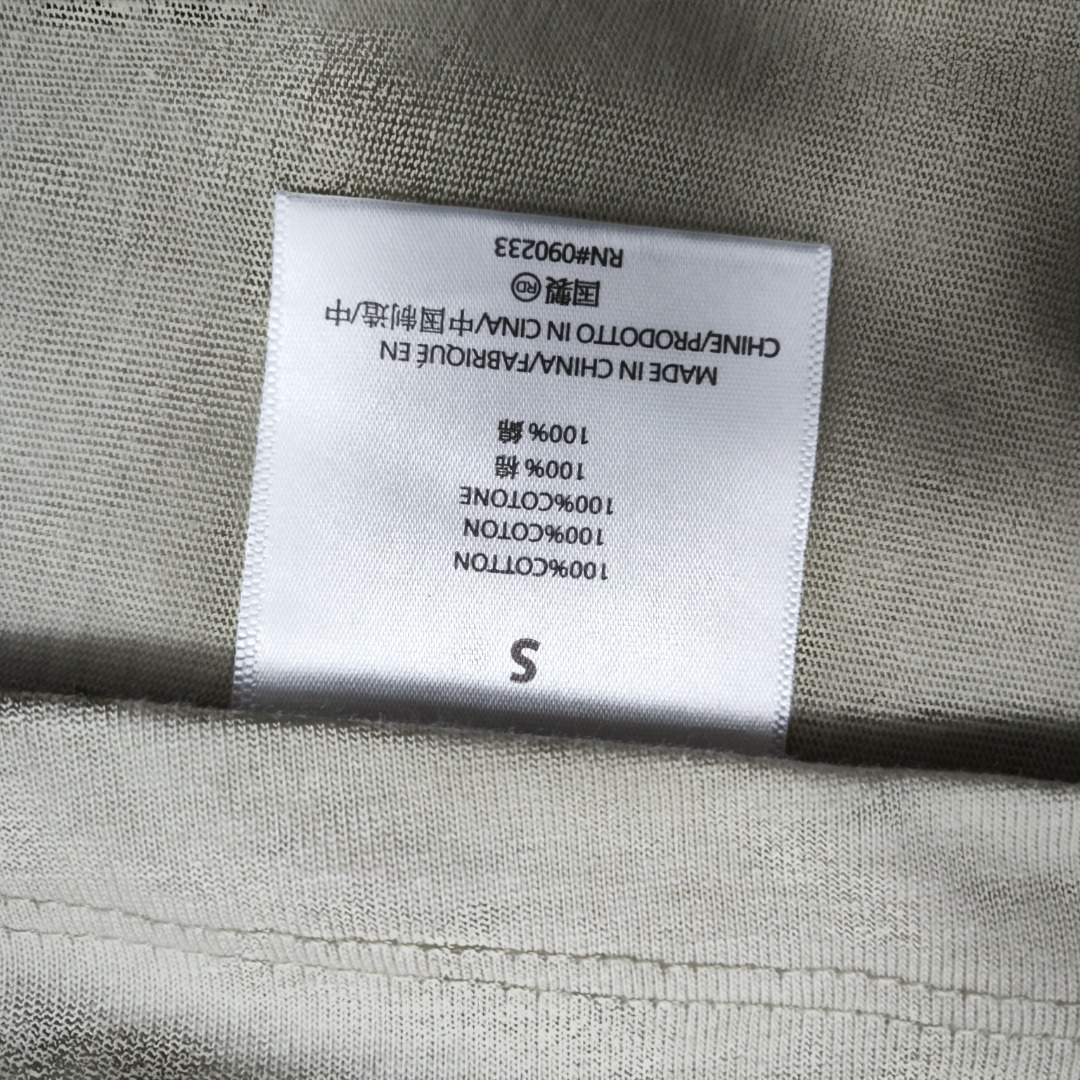 S
100%COTTON
100%COTON
100%COTONE
100% 棉
100% 綿
MADE IN CHINA/FABRIQUÉ EN
CHINE/PRODOTTO IN CINA/中国制造/中
国製 RD
RN#090233